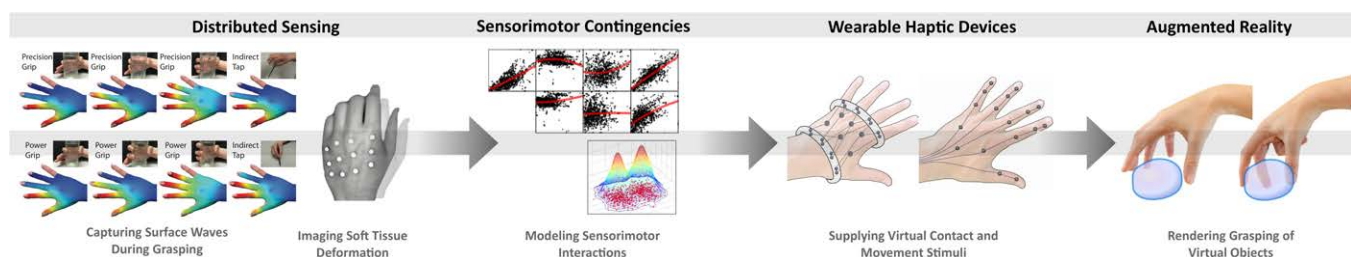 Distributed Sensing
Sensorimotor Contingencies
Wearable Haptic Devices
Augmented Reality
Precision
Grip
Precision
Grip
Precision
Grip
Indirect
Tap
Power
Grip
Power
Grip
Power
Grip
Indirect
Tap
Capturing Surface Waves
During Grasping
Imaging Soft Tissue
Deformation
Modeling Sensorimotor
Interactions
Supplying Virtual Contact and
Movement Stimuli
Rendering Grasping of
Virtual Objects